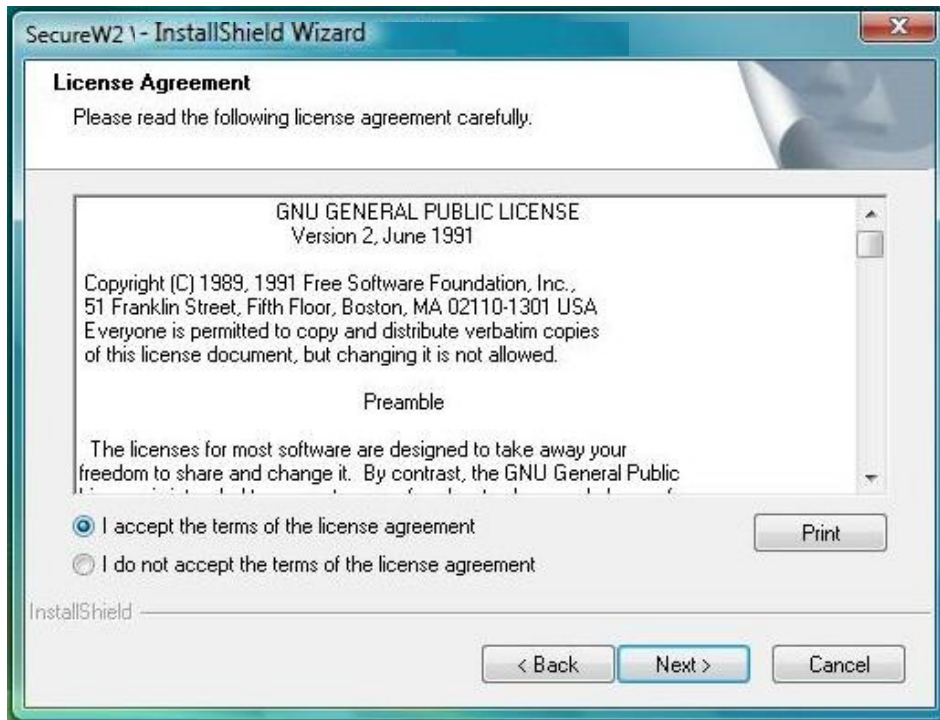 SecureW2 \- InstallShield Wizard
License Agreement
Please read the following license agreement carefully.
GNU GENERAL PUBLIC LICENSE
Version 2, June 1991
Copyright (C) 1989, 1991 Free Software Foundation, Inc.,
51 Franklin Street, Fifth Floor, Boston, MA 02110-1301 USA
Everyone is permitted to copy and distribute verbatim copies
of this license document, but changing it is not allowed.
Preamble
The licenses for most software are designed to take away your
freedom to share and change it. By contrast, the GNU General Public
I accept the terms of the license agreement
Print
I do not accept the terms of the license agreement
InstallShield
< Back
Next >
Cancel